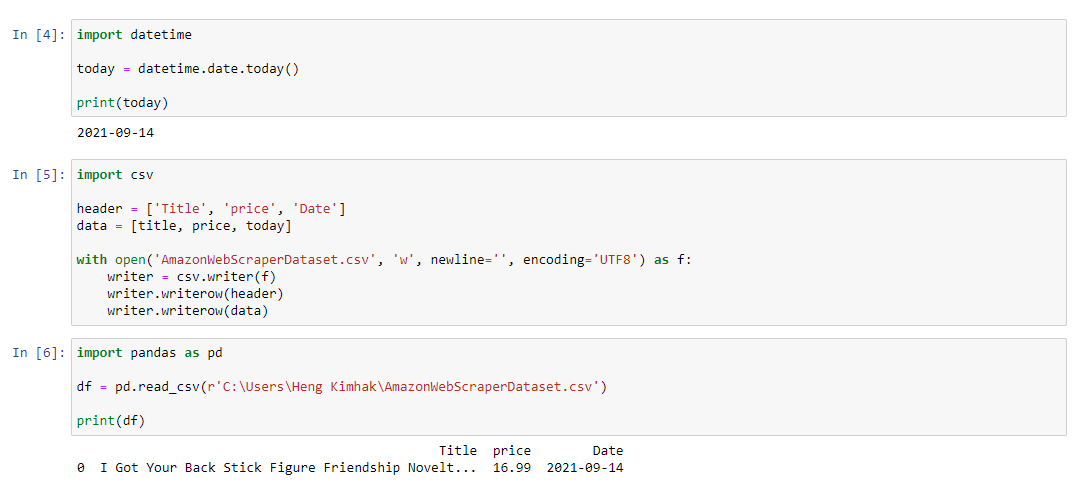 In [4]: import datetime
today = datetime.date.today()
print(today)
2021-09-14
In [5]: import csv
header = ['Title', 'price', 'Date']
data = [title, price, today]
with open('AmazonWebScraperDataset.csv', 'w', newline='', encoding='UTF8') as f:
    writer = csv.writer(f)
    writer.writerow(header)
    writer.writerow(data)
In [6]: import pandas as pd
df = pd.read_csv(r'C:\Users\Heng Kimhak\AmazonWebScraperDataset.csv')
print(df)
Title  price        Date
0  I Got Your Back Stick Figure Friendship Novelt...  16.99  2021-09-14